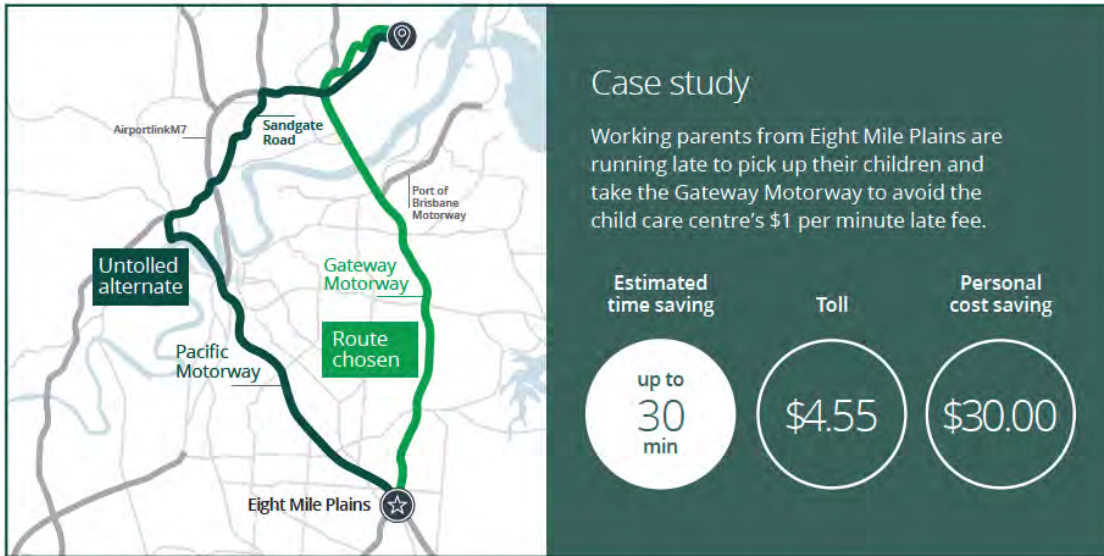 AirportlinkM7
Sandgate
Road
Port of
Brisbane
Motorway
Untolled
alternate
Gateway
Motorway
Route
chosen
Pacific
Motorway
Eight Mile Plains
Case study
Working parents from Eight Mile Plains are
running late to pick up their children and
take the Gateway Motorway to avoid the
child care centre's $1 per minute late fee.
Estimated
time saving
up to
30
min
Toll
$4.55
Personal
cost saving
$30.00